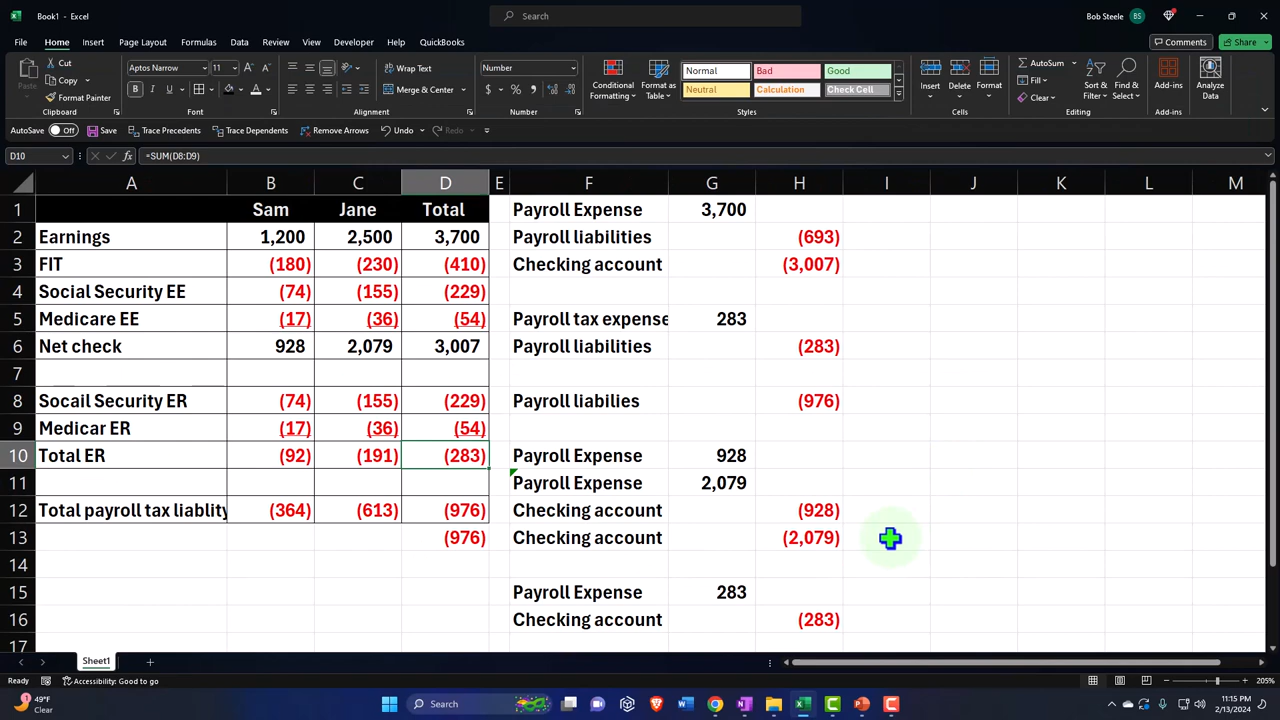 Book1 - Excel
Search
Bob Steele BS
File Home Insert Page Layout Formulas Data Review View Developer Help QuickBooks Comments Share
Cut
Copy
Format Painter
Paste
Clipboard
Aptos Narrow 11
Font
Wrap Text
Merge & Center
Alignment
Number
Number
Conditional Formatting
Format as Table
Normal Bad Good
Neutral Calculation Check Cell
Styles
Insert Delete Format
Cells
AutoSum
Fill
Clear
Sort & Filter
Find & Select
Editing
Add-ins
Add-ins
Analyze Data
AutoSave Off Save Trace Precedents Trace Dependents Remove Arrows Undo Redo
D10 =SUM(D8:D9)
A B C D E F G H I J K L M
1 Sam Jane Total Payroll Expense 3,700
2 Earnings 1,200 2,500 3,700 Payroll liabilities (693)
3 FIT (180) (230) (410) Checking account (3,007)
4 Social Security EE (74) (155) (229)
5 Medicare EE (17) (36) (54) Payroll tax expense 283
6 Net check 928 2,079 3,007 Payroll liabilities (283)
7
8 Socail Security ER (74) (155) (229) Payroll liabilies (976)
9 Medicar ER (17) (36) (54)
10 Total ER (92) (191) (283) Payroll Expense 928
11 Payroll Expense 2,079
12 Total payroll tax liablity (364) (613) (976) Checking account (928)
13 (976) Checking account (2,079)
14
15 Payroll Expense 283
16 Checking account (283)
17
Sheet1
Ready Accessibility: Good to go 205%
49°F
Clear
Search
11:15 PM
2/13/2024